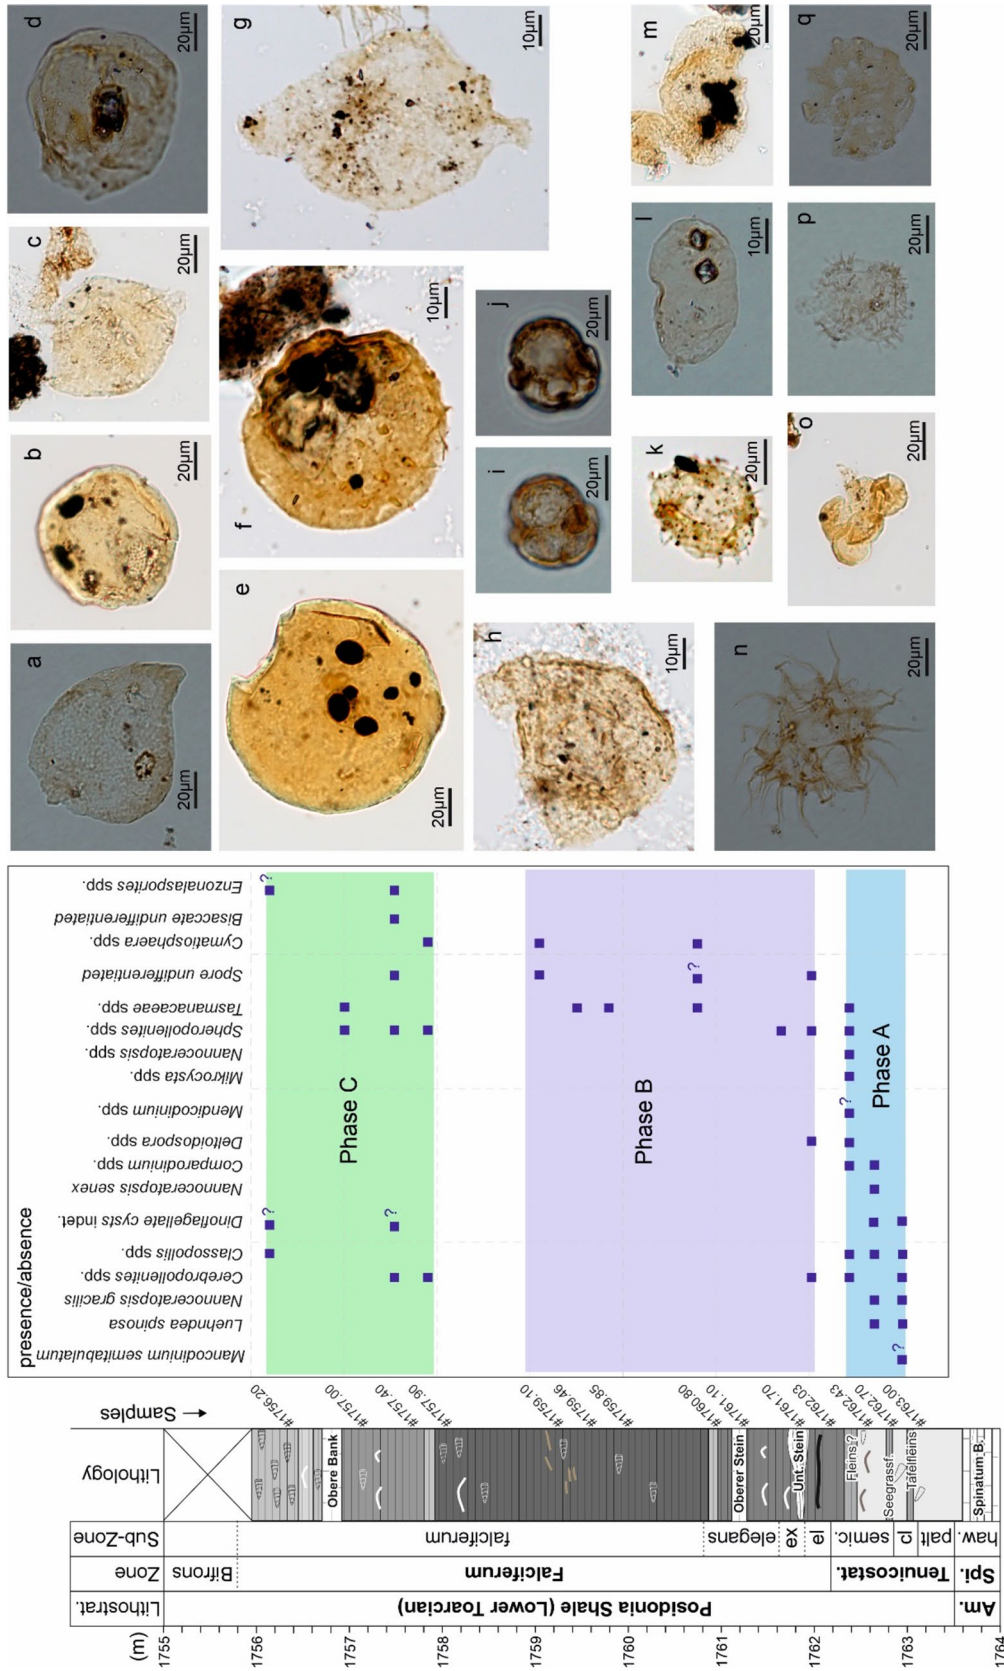 (m)
1755
1756
1757
1758
1759
1760
1761
1762
1763
1764
Lithostrat.
Am.
Posidonia Shale (Lower Toarcian)
Zone
Spi.
Tenuicostat.
Falciferum
Bifrons
Sub-Zone
haw.
palt
cl
semic.
el
ex
elegans
falciferum
Lithology
Spinatum B.
Tafelfleins
Seegrassf.
Fleins?
Unt. Stein
Oberer Stein
Obere Bank
Samples →
#1756.20
#1757.00
#1757.40
#1757.90
#1759.10
#1759.46
#1759.85
#1760.80
#1761.10
#1761.70
#1762.03
#1762.43
#1762.70
#1763.00
presence/absence
Mancodinium semitabulatum
Luehndea spinosa
Nannoceratopsis gracilis
Cerebropollenites spp.
Classopollis spp.
Dinoflagellate cysts indet.
Nannoceratopsis senex
Comparodinium spp.
Deltoidospora spp.
Mendicodinium spp.
Mikrocysta spp.
Nannoceratopsis spp.
Spheropollenites spp.
Tasmanaceae spp.
Spore undifferentiated
Cymatiosphaera spp.
Bisaccate undifferentiated
Enzonalasporites spp.
Phase A
Phase B
Phase C
?
?
?
?
?
?
a
20µm
b
20µm
c
20µm
d
20µm
e
20µm
f
10µm
g
10µm
h
10µm
i
20µm
j
20µm
k
20µm
l
10µm
m
20µm
n
20µm
o
20µm
p
20µm
q
20µm